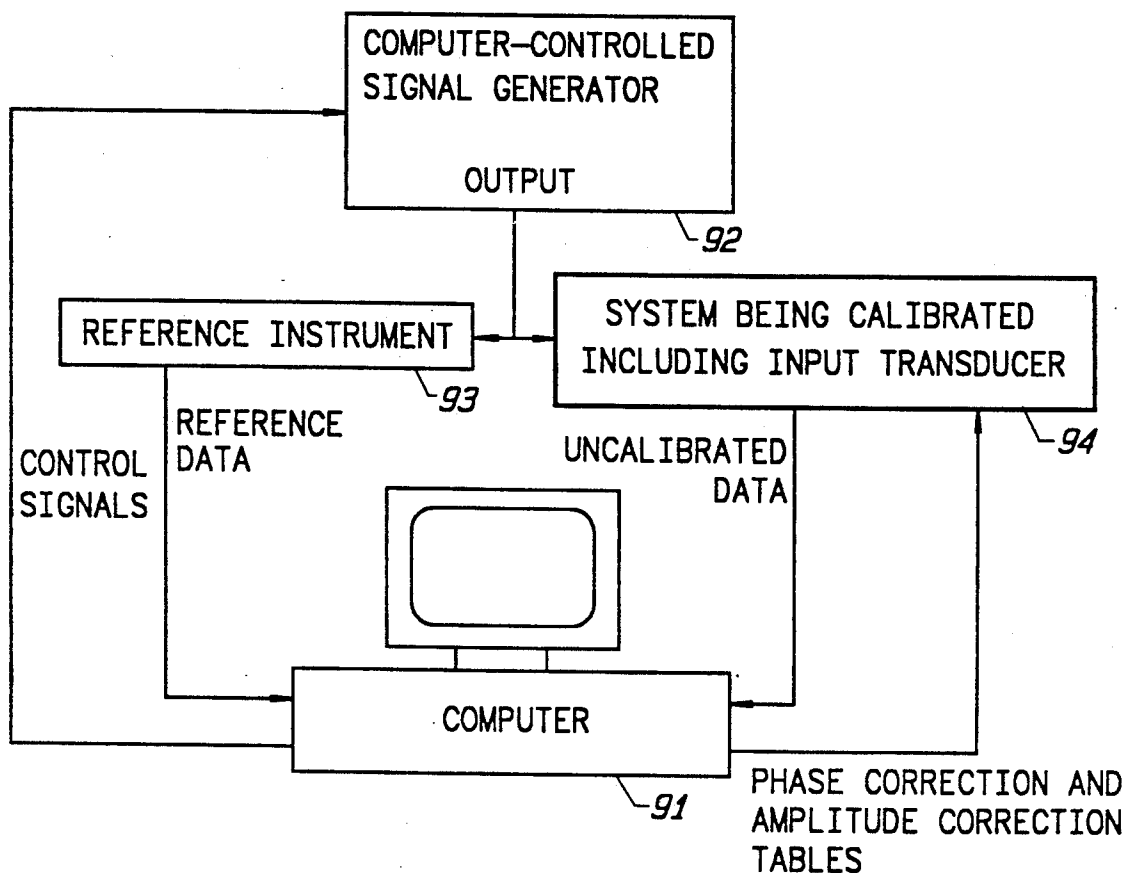 COMPUTER-CONTROLLED
SIGNAL GENERATOR
OUTPUT
92
REFERENCE INSTRUMENT
93
SYSTEM BEING CALIBRATED
INCLUDING INPUT TRANSDUCER
94
REFERENCE
DATA
CONTROL
SIGNALS
UNCALIBRATED
DATA
COMPUTER
91
PHASE CORRECTION AND
AMPLITUDE CORRECTION
TABLES